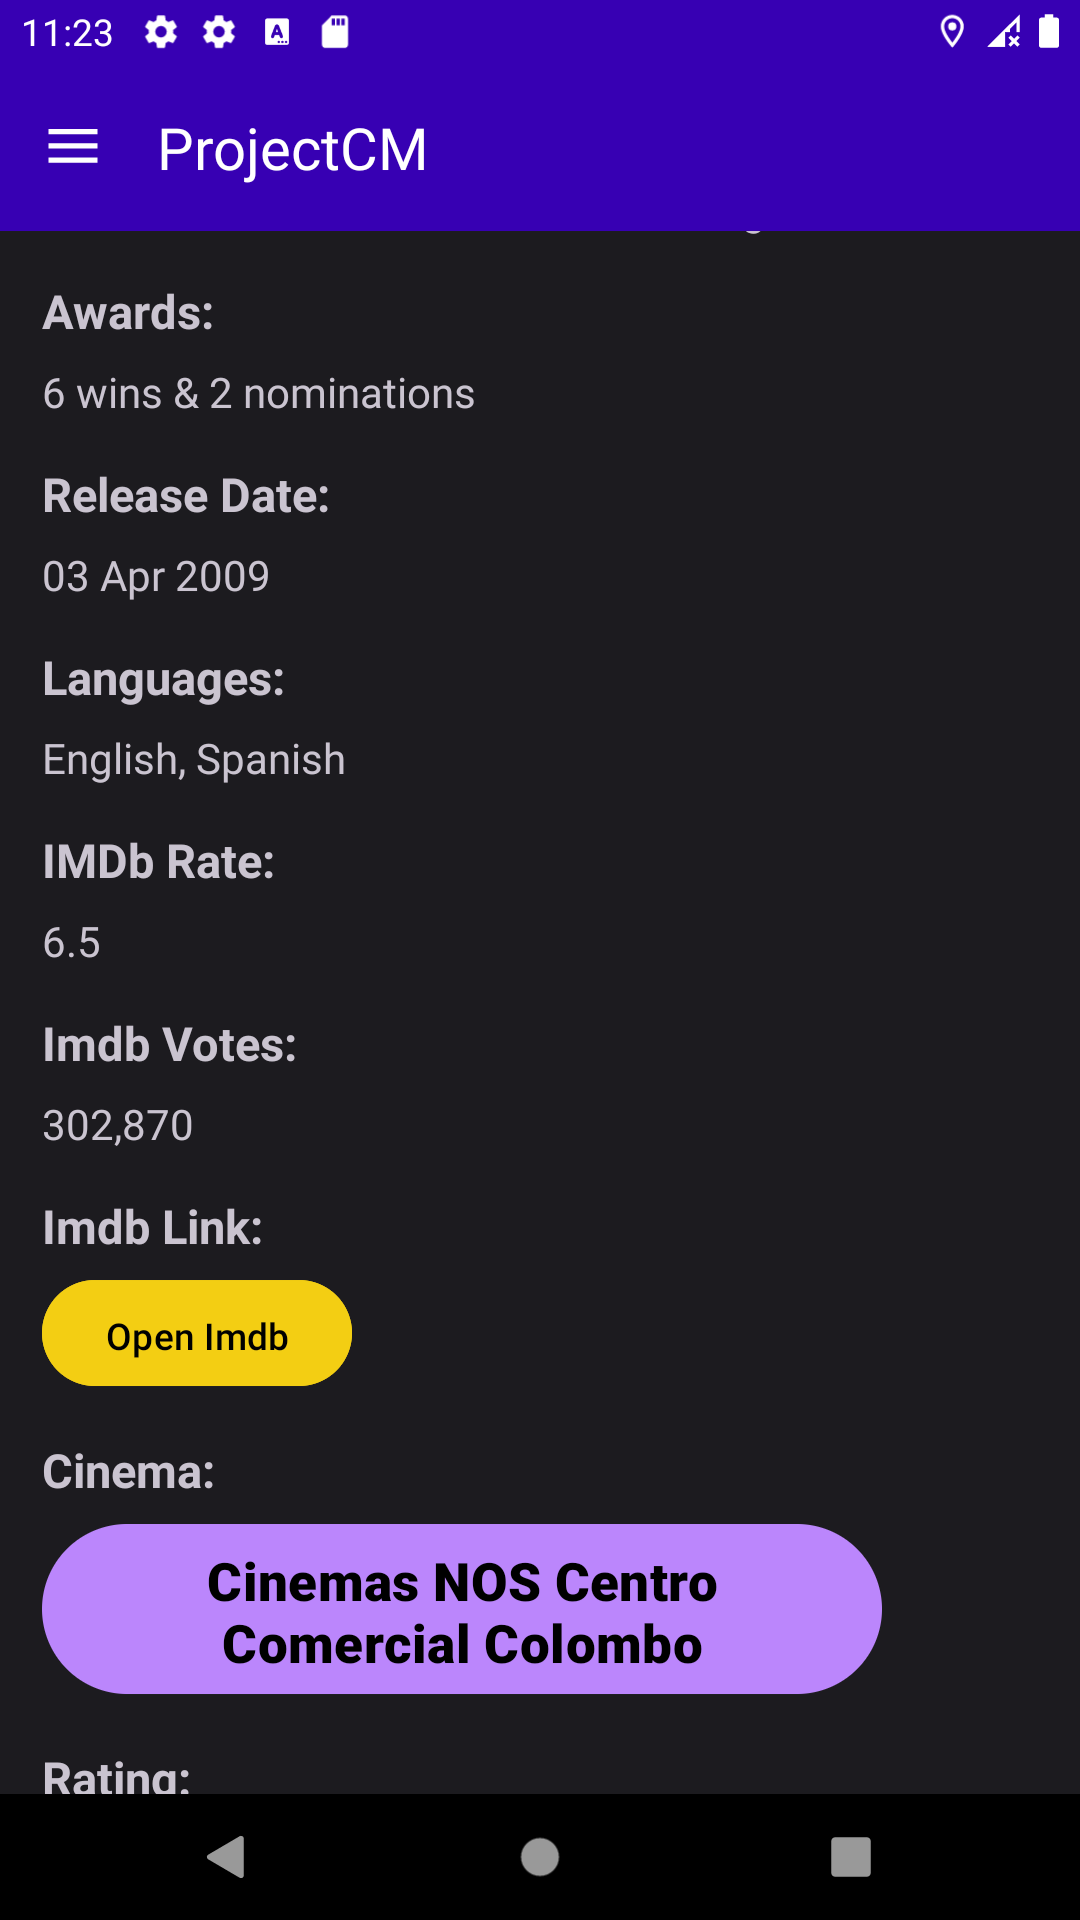 11:23
ProjectCM
Awards:
6 wins & 2 nominations
Release Date:
03 Apr 2009
Languages:
English, Spanish
IMDb Rate:
6.5
Imdb Votes:
302,870
Imdb Link:
Open Imdb
Cinema:
Cinemas NOS Centro
Comercial Colombo
Rating: